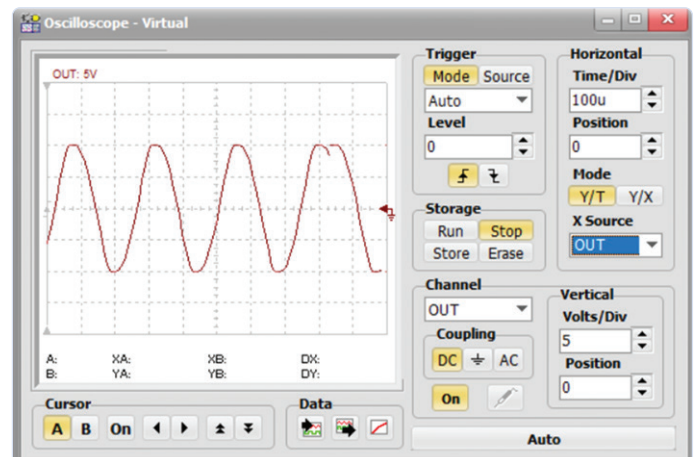 Oscilloscope - Virtual
OUT: 5V
A: XA: XB: DX:
B: YA: YB: DY:
Cursor
A B On
Data
Trigger
Mode Source
Auto
Level
0
Storage
Run Stop
Store Erase
Horizontal
Time/Div
100u
Position
0
Mode
Y/T Y/X
X Source
OUT
Channel
OUT
Coupling
DC AC
On
Vertical
Volts/Div
5
Position
0
Auto